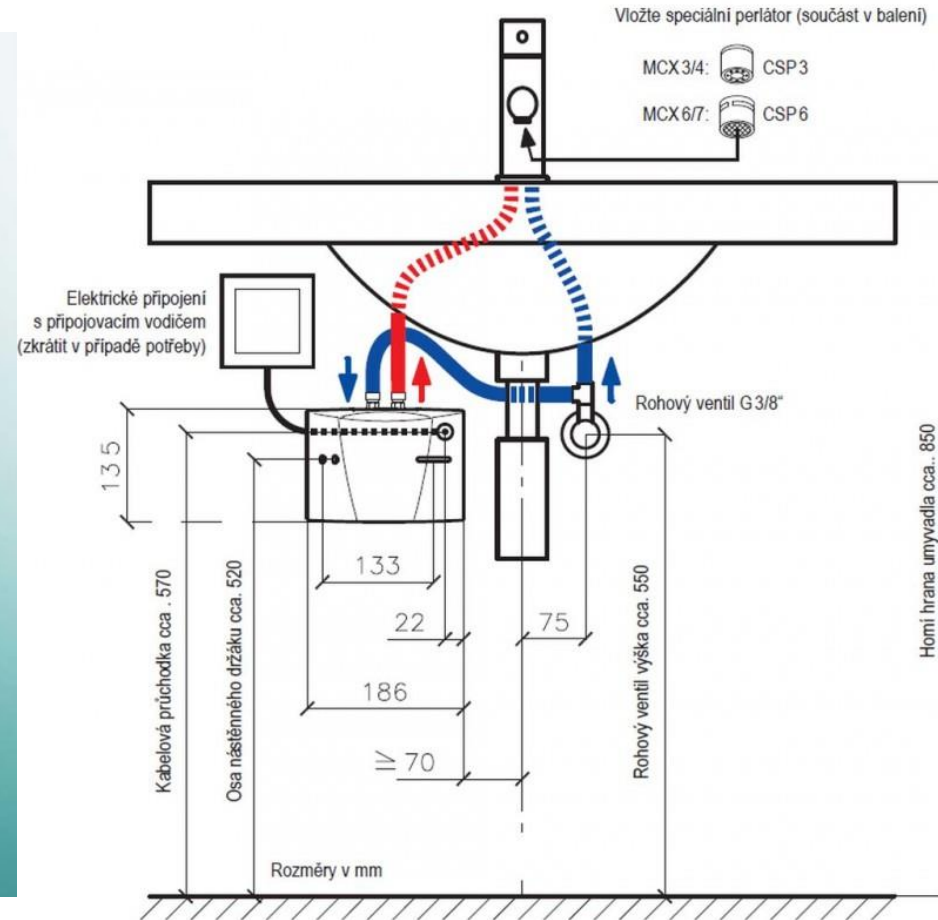 Vložte speciální perlátor (součást v balení)
MCX 3/4: CSP 3
MCX 6/7: CSP 6
Elektrické připojení
s připojovacím vodičem
(zkrátit v případě potřeby)
Rohový ventil G 3/8“
135
133
22
75
186
≧ 70
Kabelová průchodka cca . 570
Osa nástěnného držáku cca. 520
Rohový ventil výška cca. 550
Horní hrana umyvadla cca.. 850
Rozměry v mm